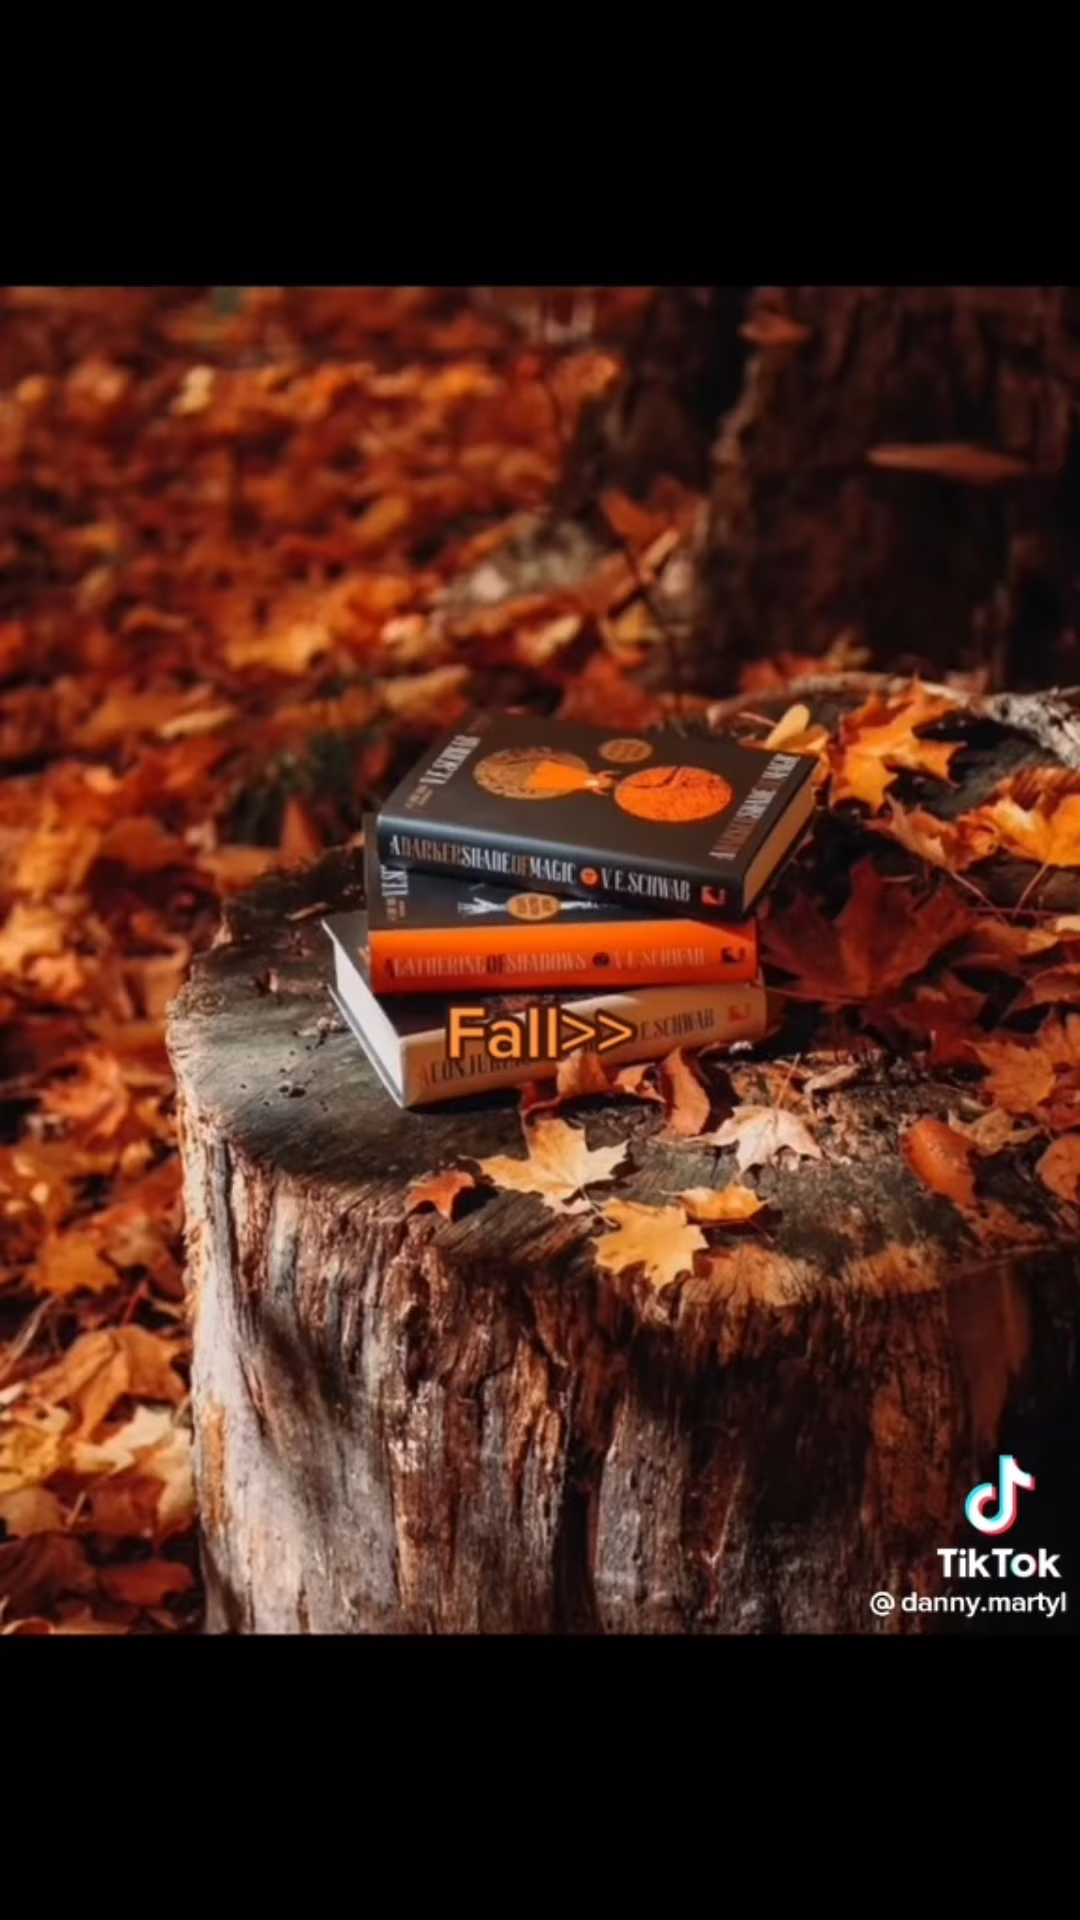 V.E. SCHWAB
A DARKER SHADE OF MAGIC
A DARKER SHADE OF MAGIC V. E. SCHWAB
A GATHERING OF SHADOWS V. E. SCHWAB
Fall>>
A CONJURING V.E SCHWAB
TikTok
@danny.martyl